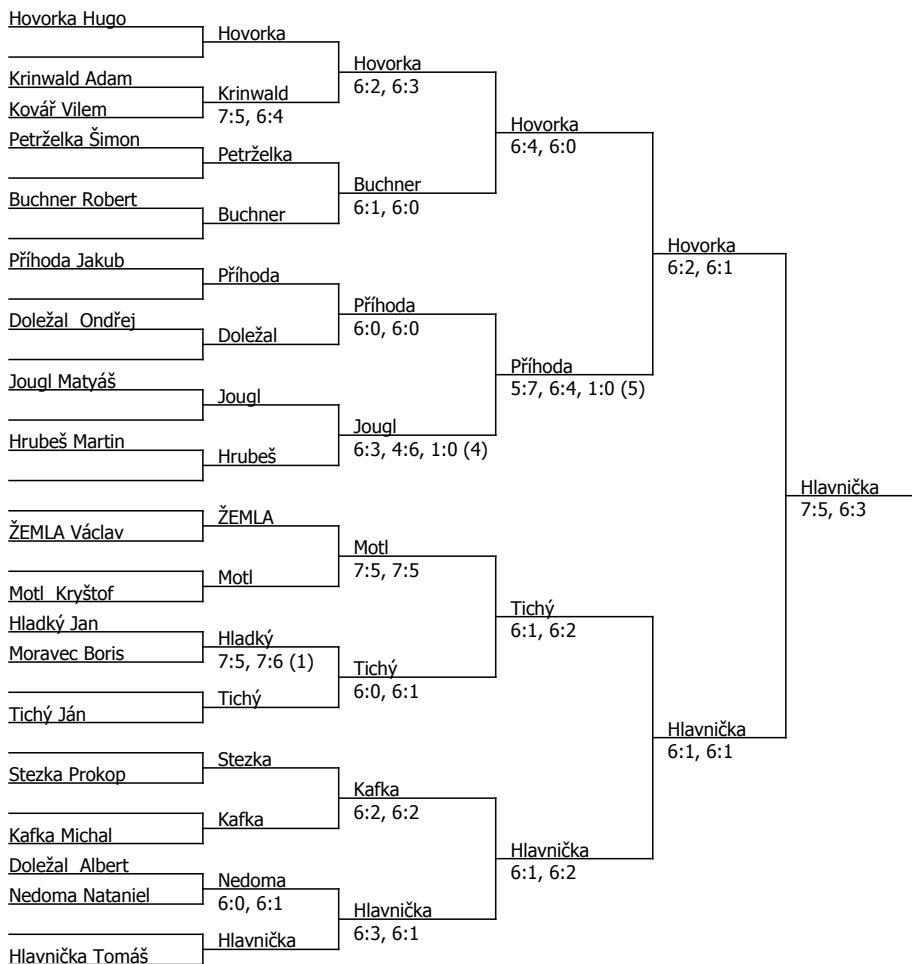 Hovorka Hugo
Hovorka
Hovorka
6:2, 6:3
Krinwald Adam
Krinwald
Kovář Vilem
7:5, 6:4
Hovorka
6:4, 6:0
Petrželka Šimon
Petrželka
Buchner
6:1, 6:0
Buchner Robert
Buchner
Hovorka
6:2, 6:1
Příhoda Jakub
Příhoda
Příhoda
6:0, 6:0
Doležal  Ondřej
Doležal
Příhoda
5:7, 6:4, 1:0 (5)
Jougl Matyáš
Jougl
Jougl
6:3, 4:6, 1:0 (4)
Hrubeš Martin
Hrubeš
Hlavnička
7:5, 6:3
ŽEMLA
ŽEMLA Václav
Motl
7:5, 7:5
Motl
Motl  Kryštof
Tichý
6:1, 6:2
Hladký Jan
Hladký
Moravec Boris
7:5, 7:6 (1)
Tichý
6:0, 6:1
Tichý
Tichý Ján
Hlavnička
6:1, 6:1
Stezka
Stezka Prokop
Kafka
6:2, 6:2
Kafka
Kafka Michal
Hlavnička
6:1, 6:2
Doležal  Albert
Nedoma
Nedoma Nataniel
6:0, 6:1
Hlavnička
6:3, 6:1
Hlavnička
Hlavnička Tomáš